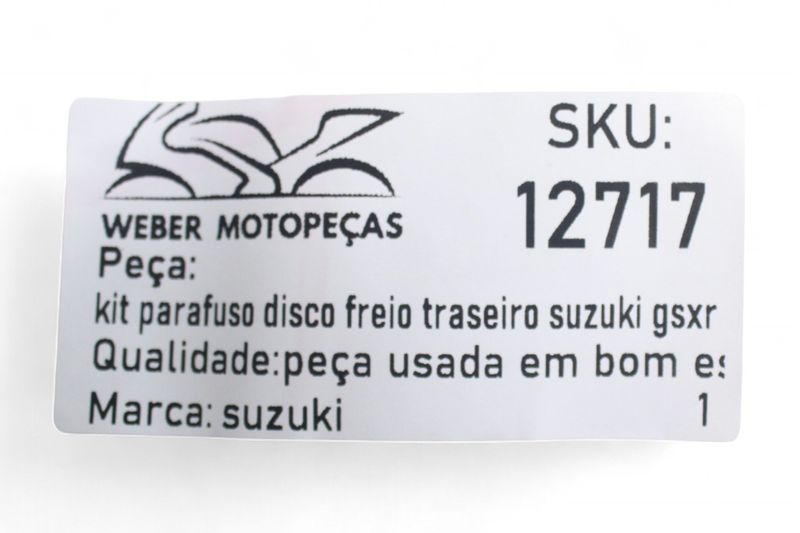 SKU:
12717
WEBER MOTOPEÇAS
Peça:
kit parafuso disco freio traseiro suzuki gsxr
Qualidade:peça usada em bom es
Marca: suzuki 1